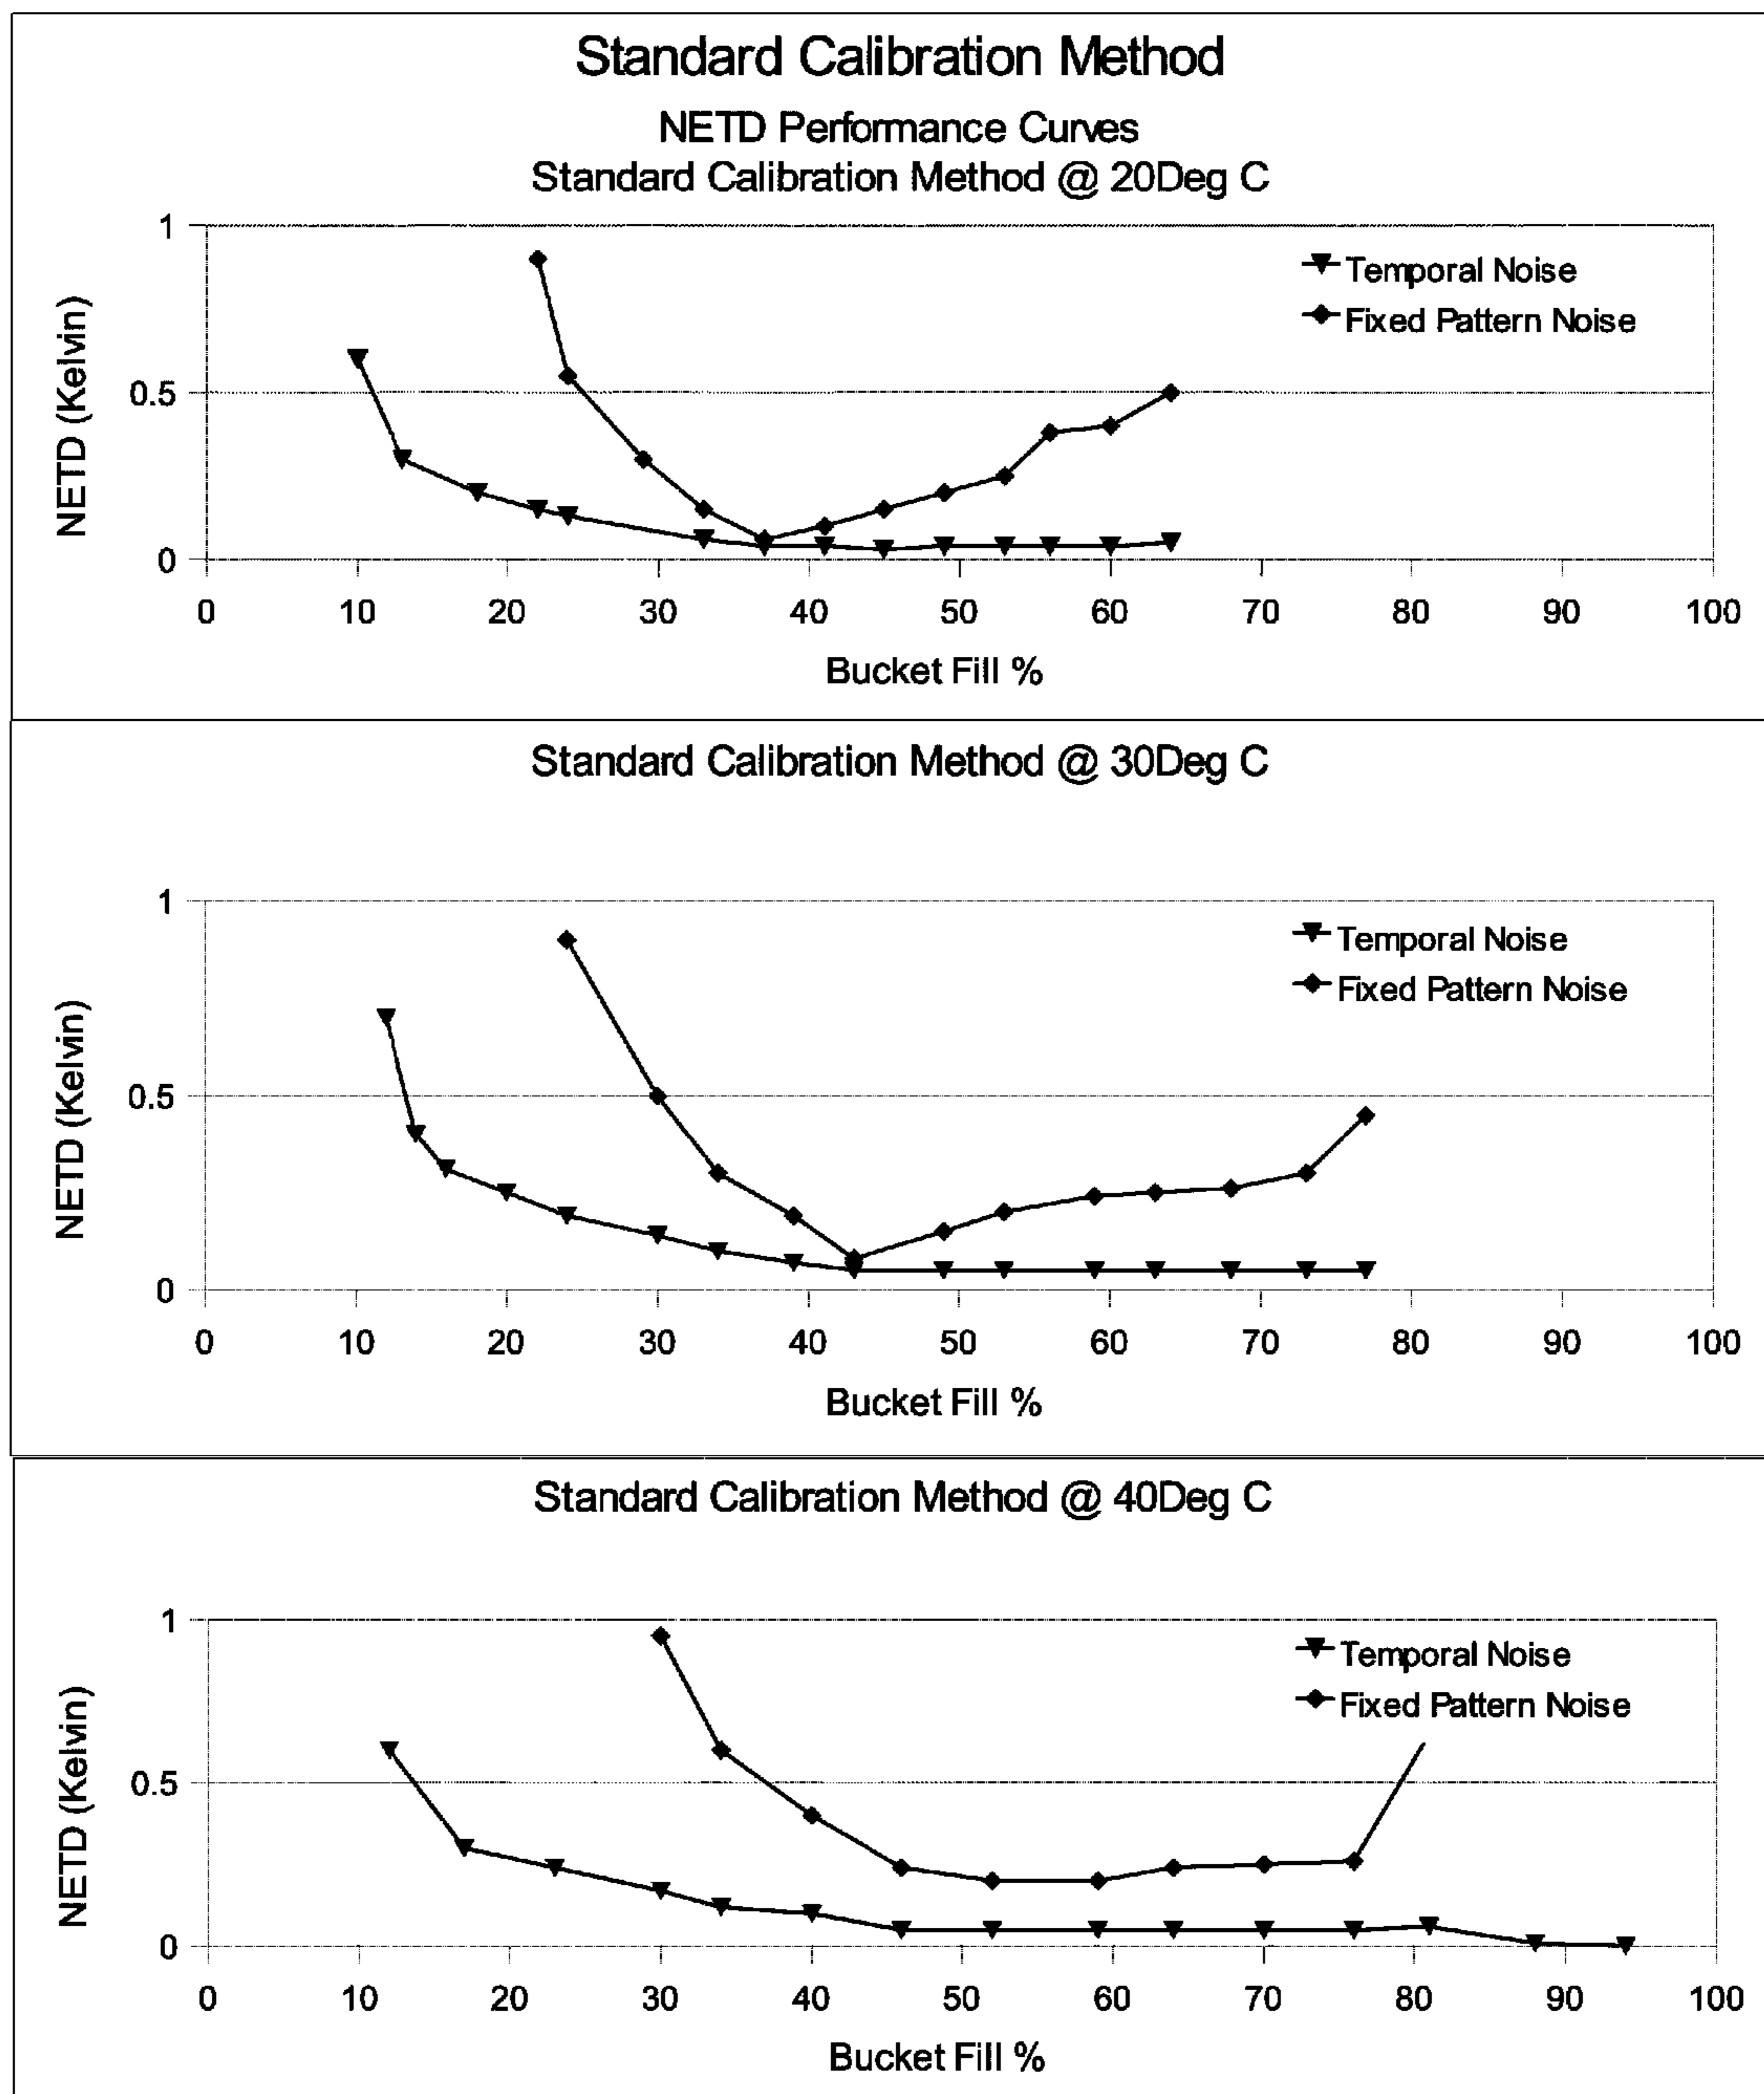 Standard Calibration Method
NETD Performance Curves
Standard Calibration Method @ 20Deg C
1
0.5
0
NETD (Kelvin)
Temporal Noise
Fixed Pattern Noise
0 10 20 30 40 50 60 70 80 90 100
Bucket Fill %
Standard Calibration Method @ 30Deg C
1
0.5
0
NETD (Kelvin)
Temporal Noise
Fixed Pattern Noise
0 10 20 30 40 50 60 70 80 90 100
Bucket Fill %
Standard Calibration Method @ 40Deg C
1
0.5
0
NETD (Kelvin)
Temporal Noise
Fixed Pattern Noise
0 10 20 30 40 50 60 70 80 90 100
Bucket Fill %